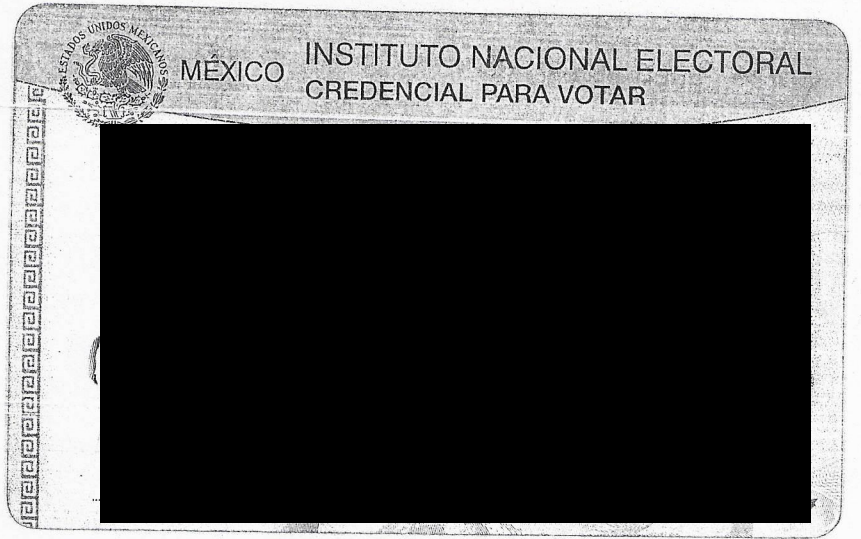 ESTADOS UNIDOS MEXICANOS
MÉXICO
INSTITUTO NACIONAL ELECTORAL
CREDENCIAL PARA VOTAR